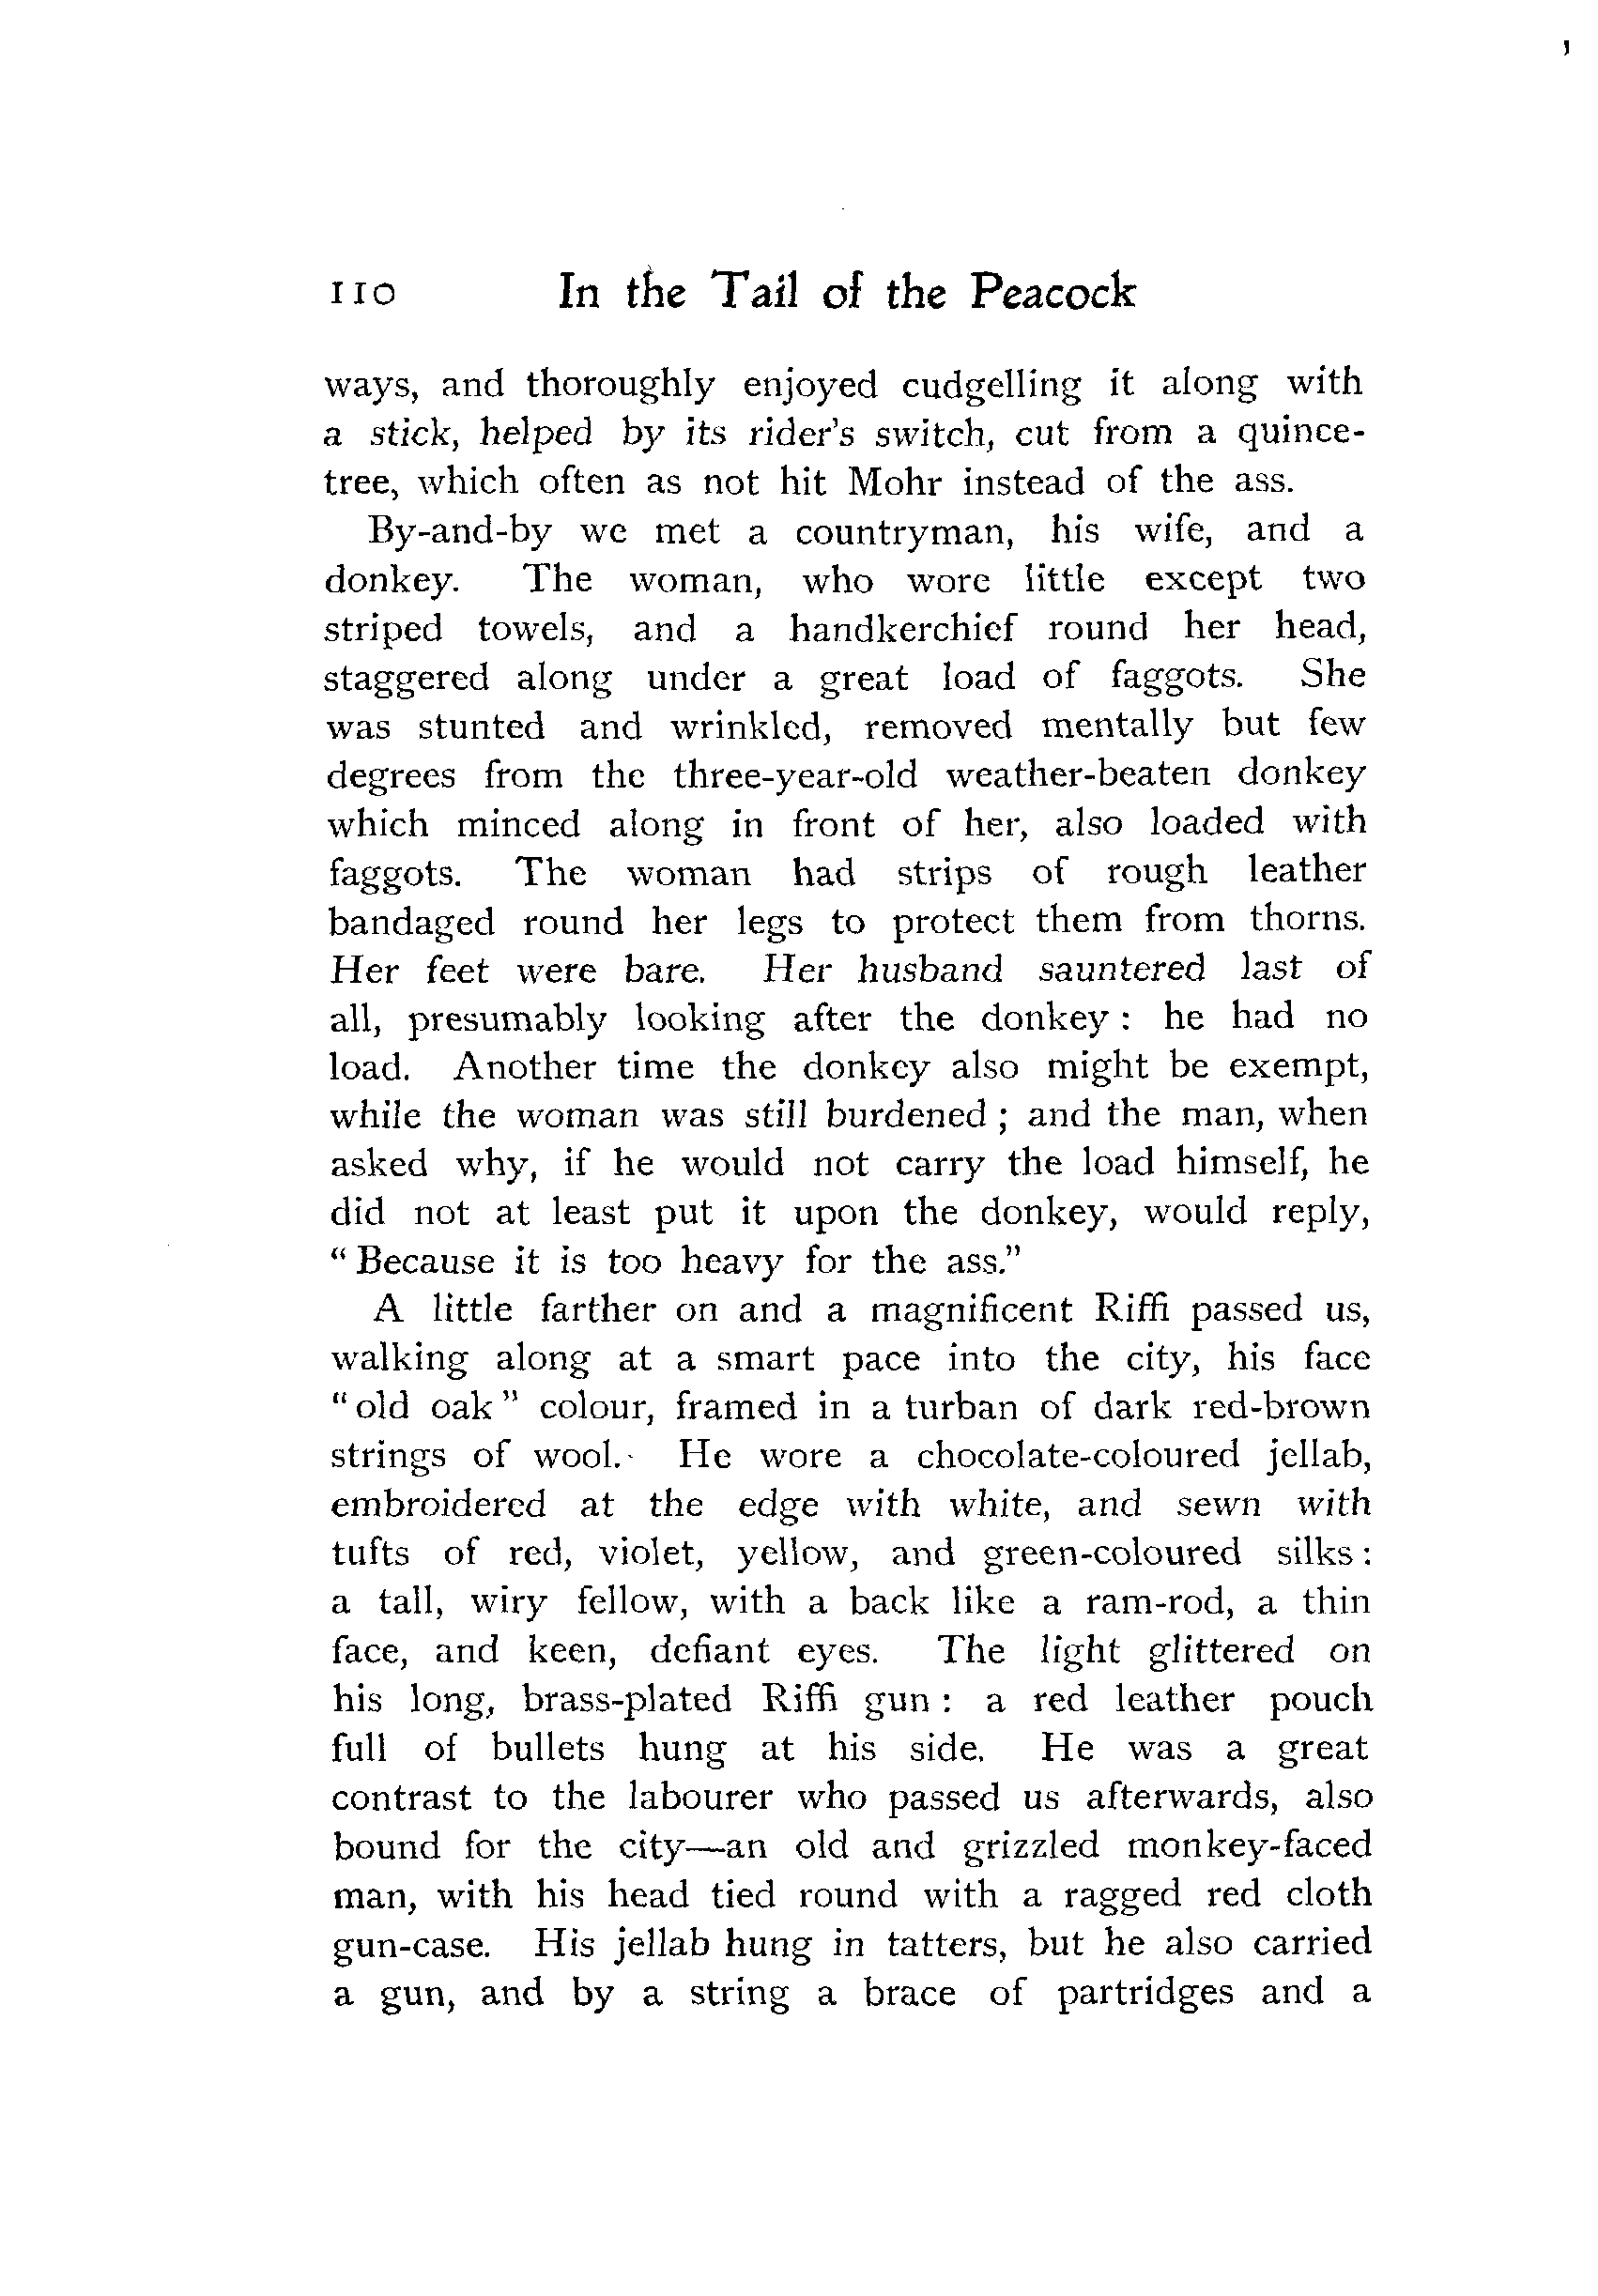 110 In the Tail of the Peacock
ways, and thoroughly enjoyed cudgelling it along with
a stick, helped by its rider's switch, cut from a quince-
tree, which often as not hit Mohr instead of the ass.
By-and-by we met a countryman, his wife, and a
donkey. The woman, who wore little except two
striped towels, and a handkerchief round her head,
staggered along under a great load of faggots. She
was stunted and wrinkled, removed mentally but few
degrees from the three-year-old weather-beaten donkey
which minced along in front of her, also loaded with
faggots. The woman had strips of rough leather
bandaged round her legs to protect them from thorns.
Her feet were bare. Her husband sauntered last of
all, presumably looking after the donkey : he had no
load. Another time the donkey also might be exempt,
while the woman was still burdened ; and the man, when
asked why, if he would not carry the load himself, he
did not at least put it upon the donkey, would reply,
"Because it is too heavy for the ass."
A little farther on and a magnificent Riffi passed us,
walking along at a smart pace into the city, his face
"old oak" colour, framed in a turban of dark red-brown
strings of wool. He wore a chocolate-coloured jellab,
embroidered at the edge with white, and sewn with
tufts of red, violet, yellow, and green-coloured silks :
a tall, wiry fellow, with a back like a ram-rod, a thin
face, and keen, defiant eyes. The light glittered on
his long, brass-plated Riffi gun : a red leather pouch
full of bullets hung at his side. He was a great
contrast to the labourer who passed us afterwards, also
bound for the city—an old and grizzled monkey-faced
man, with his head tied round with a ragged red cloth
gun-case. His jellab hung in tatters, but he also carried
a gun, and by a string a brace of partridges and a